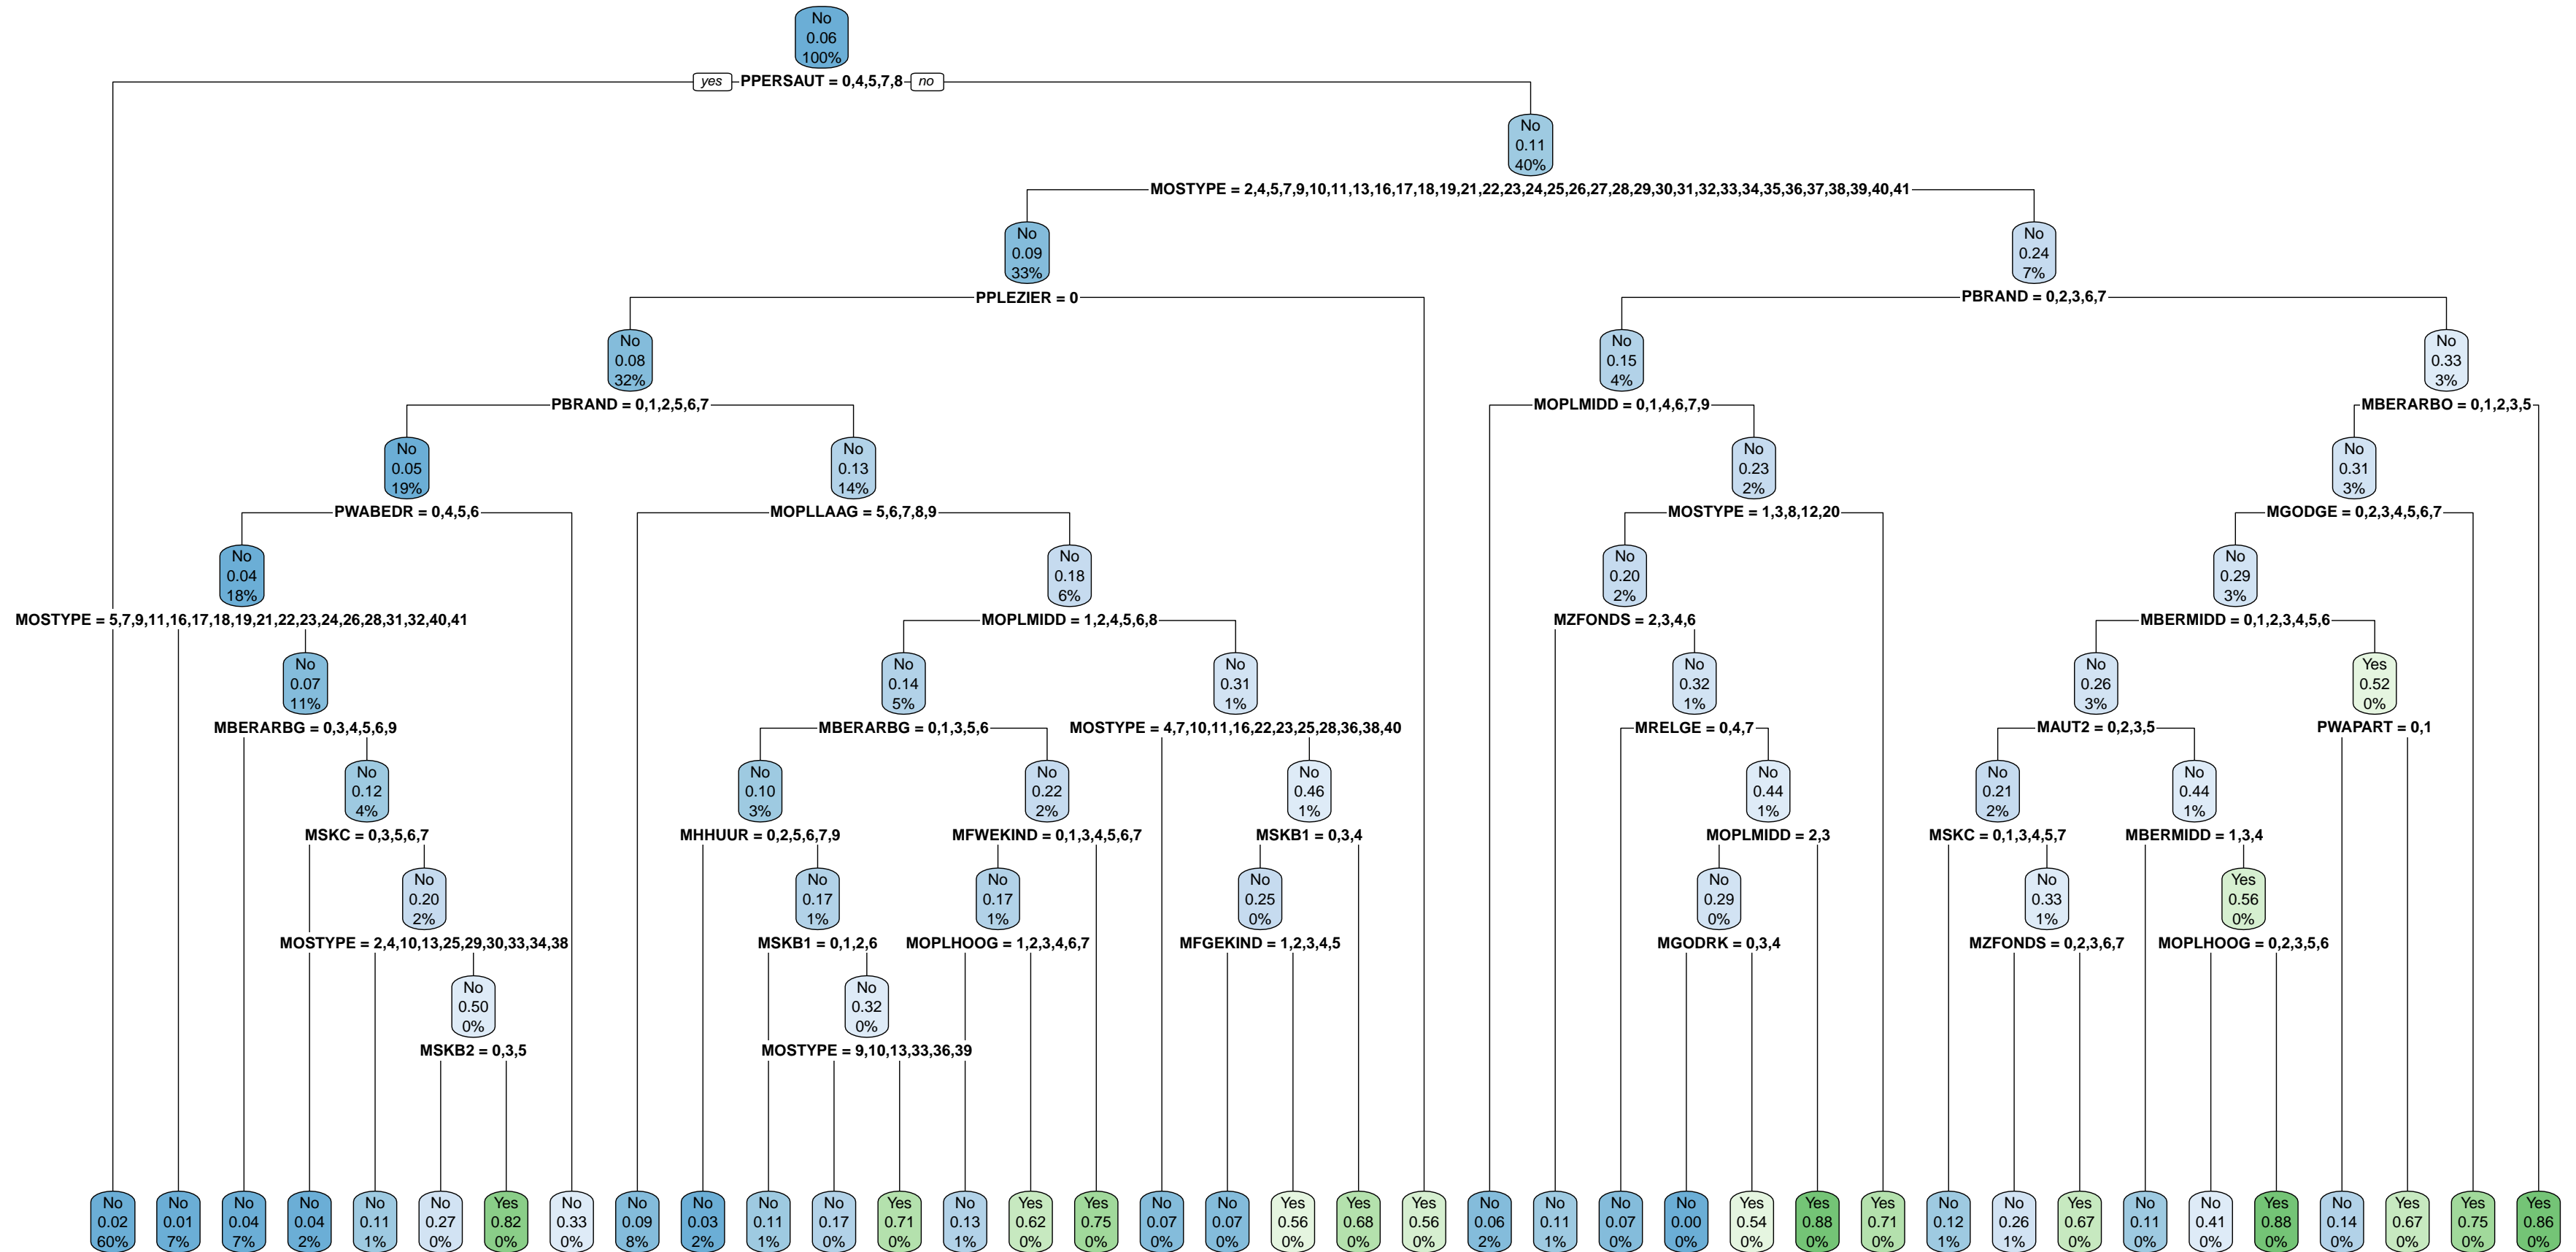 No
0.06
100%
yes PPERSAUT = 0,4,5,7,8 no
No
0.11
40%
MOSTYPE = 2,4,5,7,9,10,11,13,16,17,18,19,21,22,23,24,25,26,27,28,29,30,31,32,33,34,35,36,37,38,39,40,41
No
0.09
33%
No
0.24
7%
PPLEZIER = 0
PBRAND = 0,2,3,6,7
No
0.08
32%
No
0.15
4%
No
0.33
3%
PBRAND = 0,1,2,5,6,7
MOPLMIDD = 0,1,4,6,7,9
MBERARBO = 0,1,2,3,5
No
0.05
19%
No
0.13
14%
No
0.23
2%
No
0.31
3%
PWABEDR = 0,4,5,6
MOPLLAAG = 5,6,7,8,9
MOSTYPE = 1,3,8,12,20
MGODGE = 0,2,3,4,5,6,7
No
0.04
18%
No
0.18
6%
No
0.20
2%
No
0.29
3%
MOSTYPE = 5,7,9,11,16,17,18,19,21,22,23,24,26,28,31,32,40,41
MOPLMIDD = 1,2,4,5,6,8
MZFONDS = 2,3,4,6
MBERMIDD = 0,1,2,3,4,5,6
No
0.07
11%
No
0.14
5%
No
0.31
1%
No
0.32
1%
No
0.26
3%
Yes
0.52
0%
MBERARBG = 0,3,4,5,6,9
MBERARBG = 0,1,3,5,6
MOSTYPE = 4,7,10,11,16,22,23,25,28,36,38,40
MRELGE = 0,4,7
MAUT2 = 0,2,3,5
PWAPART = 0,1
No
0.12
4%
No
0.10
3%
No
0.22
2%
No
0.46
1%
No
0.44
1%
No
0.21
2%
No
0.44
1%
MSKC = 0,3,5,6,7
MHHUUR = 0,2,5,6,7,9
MFWEKIND = 0,1,3,4,5,6,7
MSKB1 = 0,3,4
MOPLMIDD = 2,3
MSKC = 0,1,3,4,5,7
MBERMIDD = 1,3,4
No
0.20
2%
No
0.17
1%
No
0.17
1%
No
0.25
0%
No
0.29
0%
No
0.33
1%
Yes
0.56
0%
MOSTYPE = 2,4,10,13,25,29,30,33,34,38
MSKB1 = 0,1,2,6
MOPLHOOG = 1,2,3,4,6,7
MFGEKIND = 1,2,3,4,5
MGODRK = 0,3,4
MZFONDS = 0,2,3,6,7
MOPLHOOG = 0,2,3,5,6
No
0.50
0%
No
0.32
0%
MSKB2 = 0,3,5
MOSTYPE = 9,10,13,33,36,39
No
0.02
60%
No
0.01
7%
No
0.04
7%
No
0.04
2%
No
0.11
1%
No
0.27
0%
Yes
0.82
0%
No
0.33
0%
No
0.09
8%
No
0.03
2%
No
0.11
1%
No
0.17
0%
Yes
0.71
0%
No
0.13
1%
Yes
0.62
0%
Yes
0.75
0%
No
0.07
0%
No
0.07
0%
Yes
0.56
0%
Yes
0.68
0%
Yes
0.56
0%
No
0.06
2%
No
0.11
1%
No
0.07
0%
No
0.00
0%
Yes
0.54
0%
Yes
0.88
0%
Yes
0.71
0%
No
0.12
1%
No
0.26
1%
Yes
0.67
0%
No
0.11
0%
No
0.41
0%
Yes
0.88
0%
No
0.14
0%
Yes
0.67
0%
Yes
0.75
0%
Yes
0.86
0%